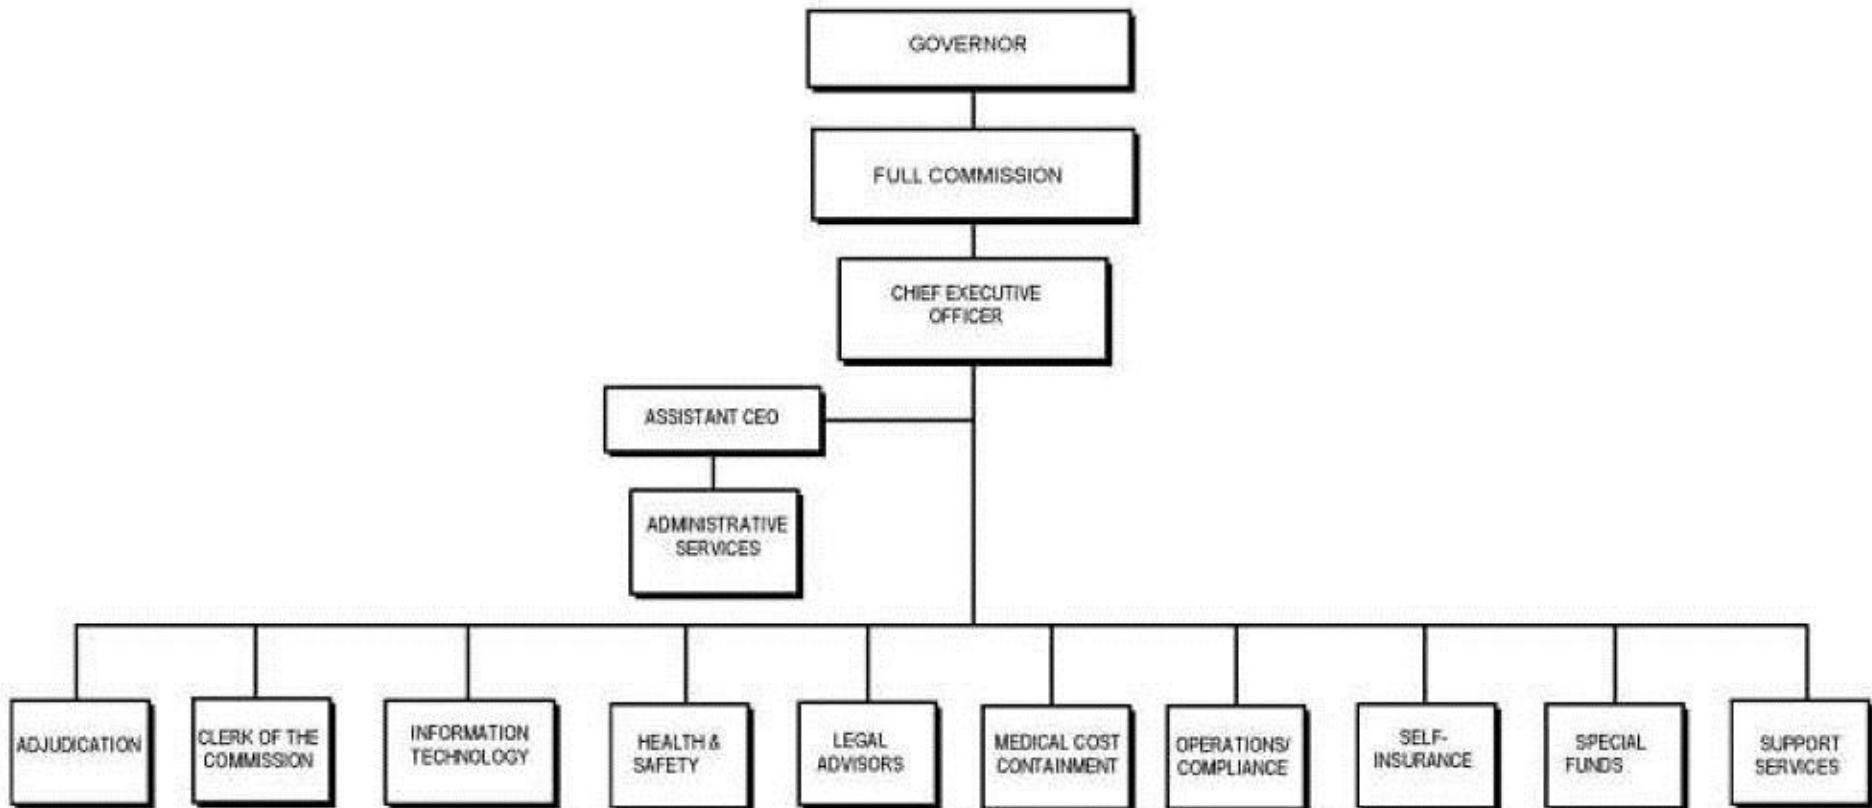 GOVERNOR
FULL COMMISSION
CHIEF EXECUTIVE
OFFICER
ASSISTANT CEO
ADMINISTRATIVE
SERVICES
ADJUDICATION
CLERK OF THE
COMMISSION
INFORMATION
TECHNOLOGY
HEALTH &
SAFETY
LEGAL
ADVISORS
MEDICAL COST
CONTAINMENT
OPERATIONS/
COMPLIANCE
SELF-
INSURANCE
SPECIAL
FUNDS
SUPPORT
SERVICES